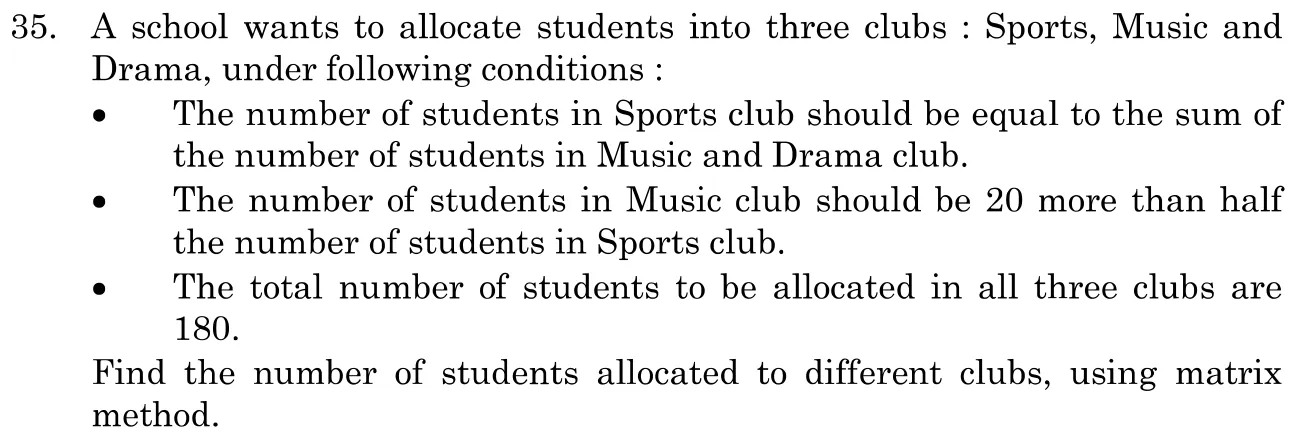 35. A school wants to allocate students into three clubs : Sports, Music and
Drama, under following conditions :
• The number of students in Sports club should be equal to the sum of
the number of students in Music and Drama club.
• The number of students in Music club should be 20 more than half
the number of students in Sports club.
• The total number of students to be allocated in all three clubs are
180.
Find the number of students allocated to different clubs, using matrix
method.